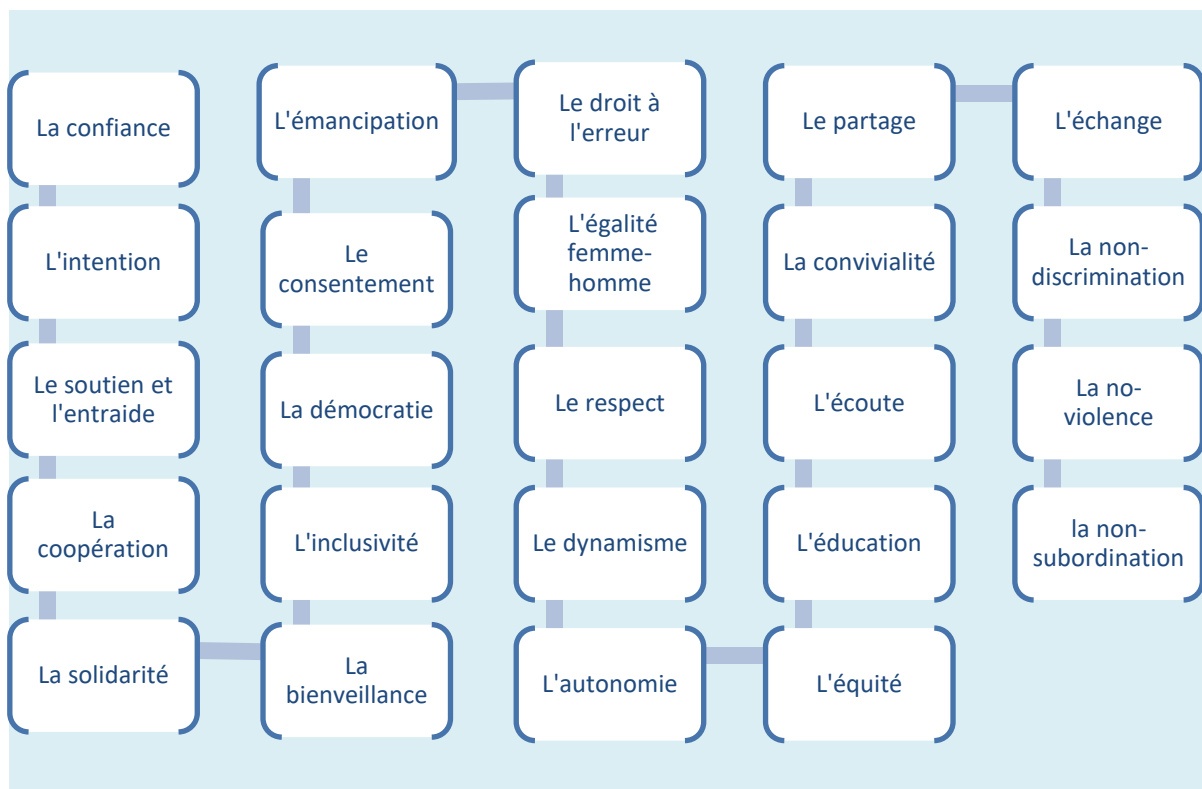 La confiance
L'intention
Le soutien et
l'entraide
La
coopération
La solidarité
La
bienveillance
L'inclusivité
La démocratie
Le
consentement
L'émancipation
Le droit à
l'erreur
L'égalité
femme-
homme
Le respect
Le dynamisme
L'autonomie
L'équité
L'éducation
L'écoute
La convivialité
Le partage
L'échange
La non-
discrimination
La no-
violence
la non-
subordination